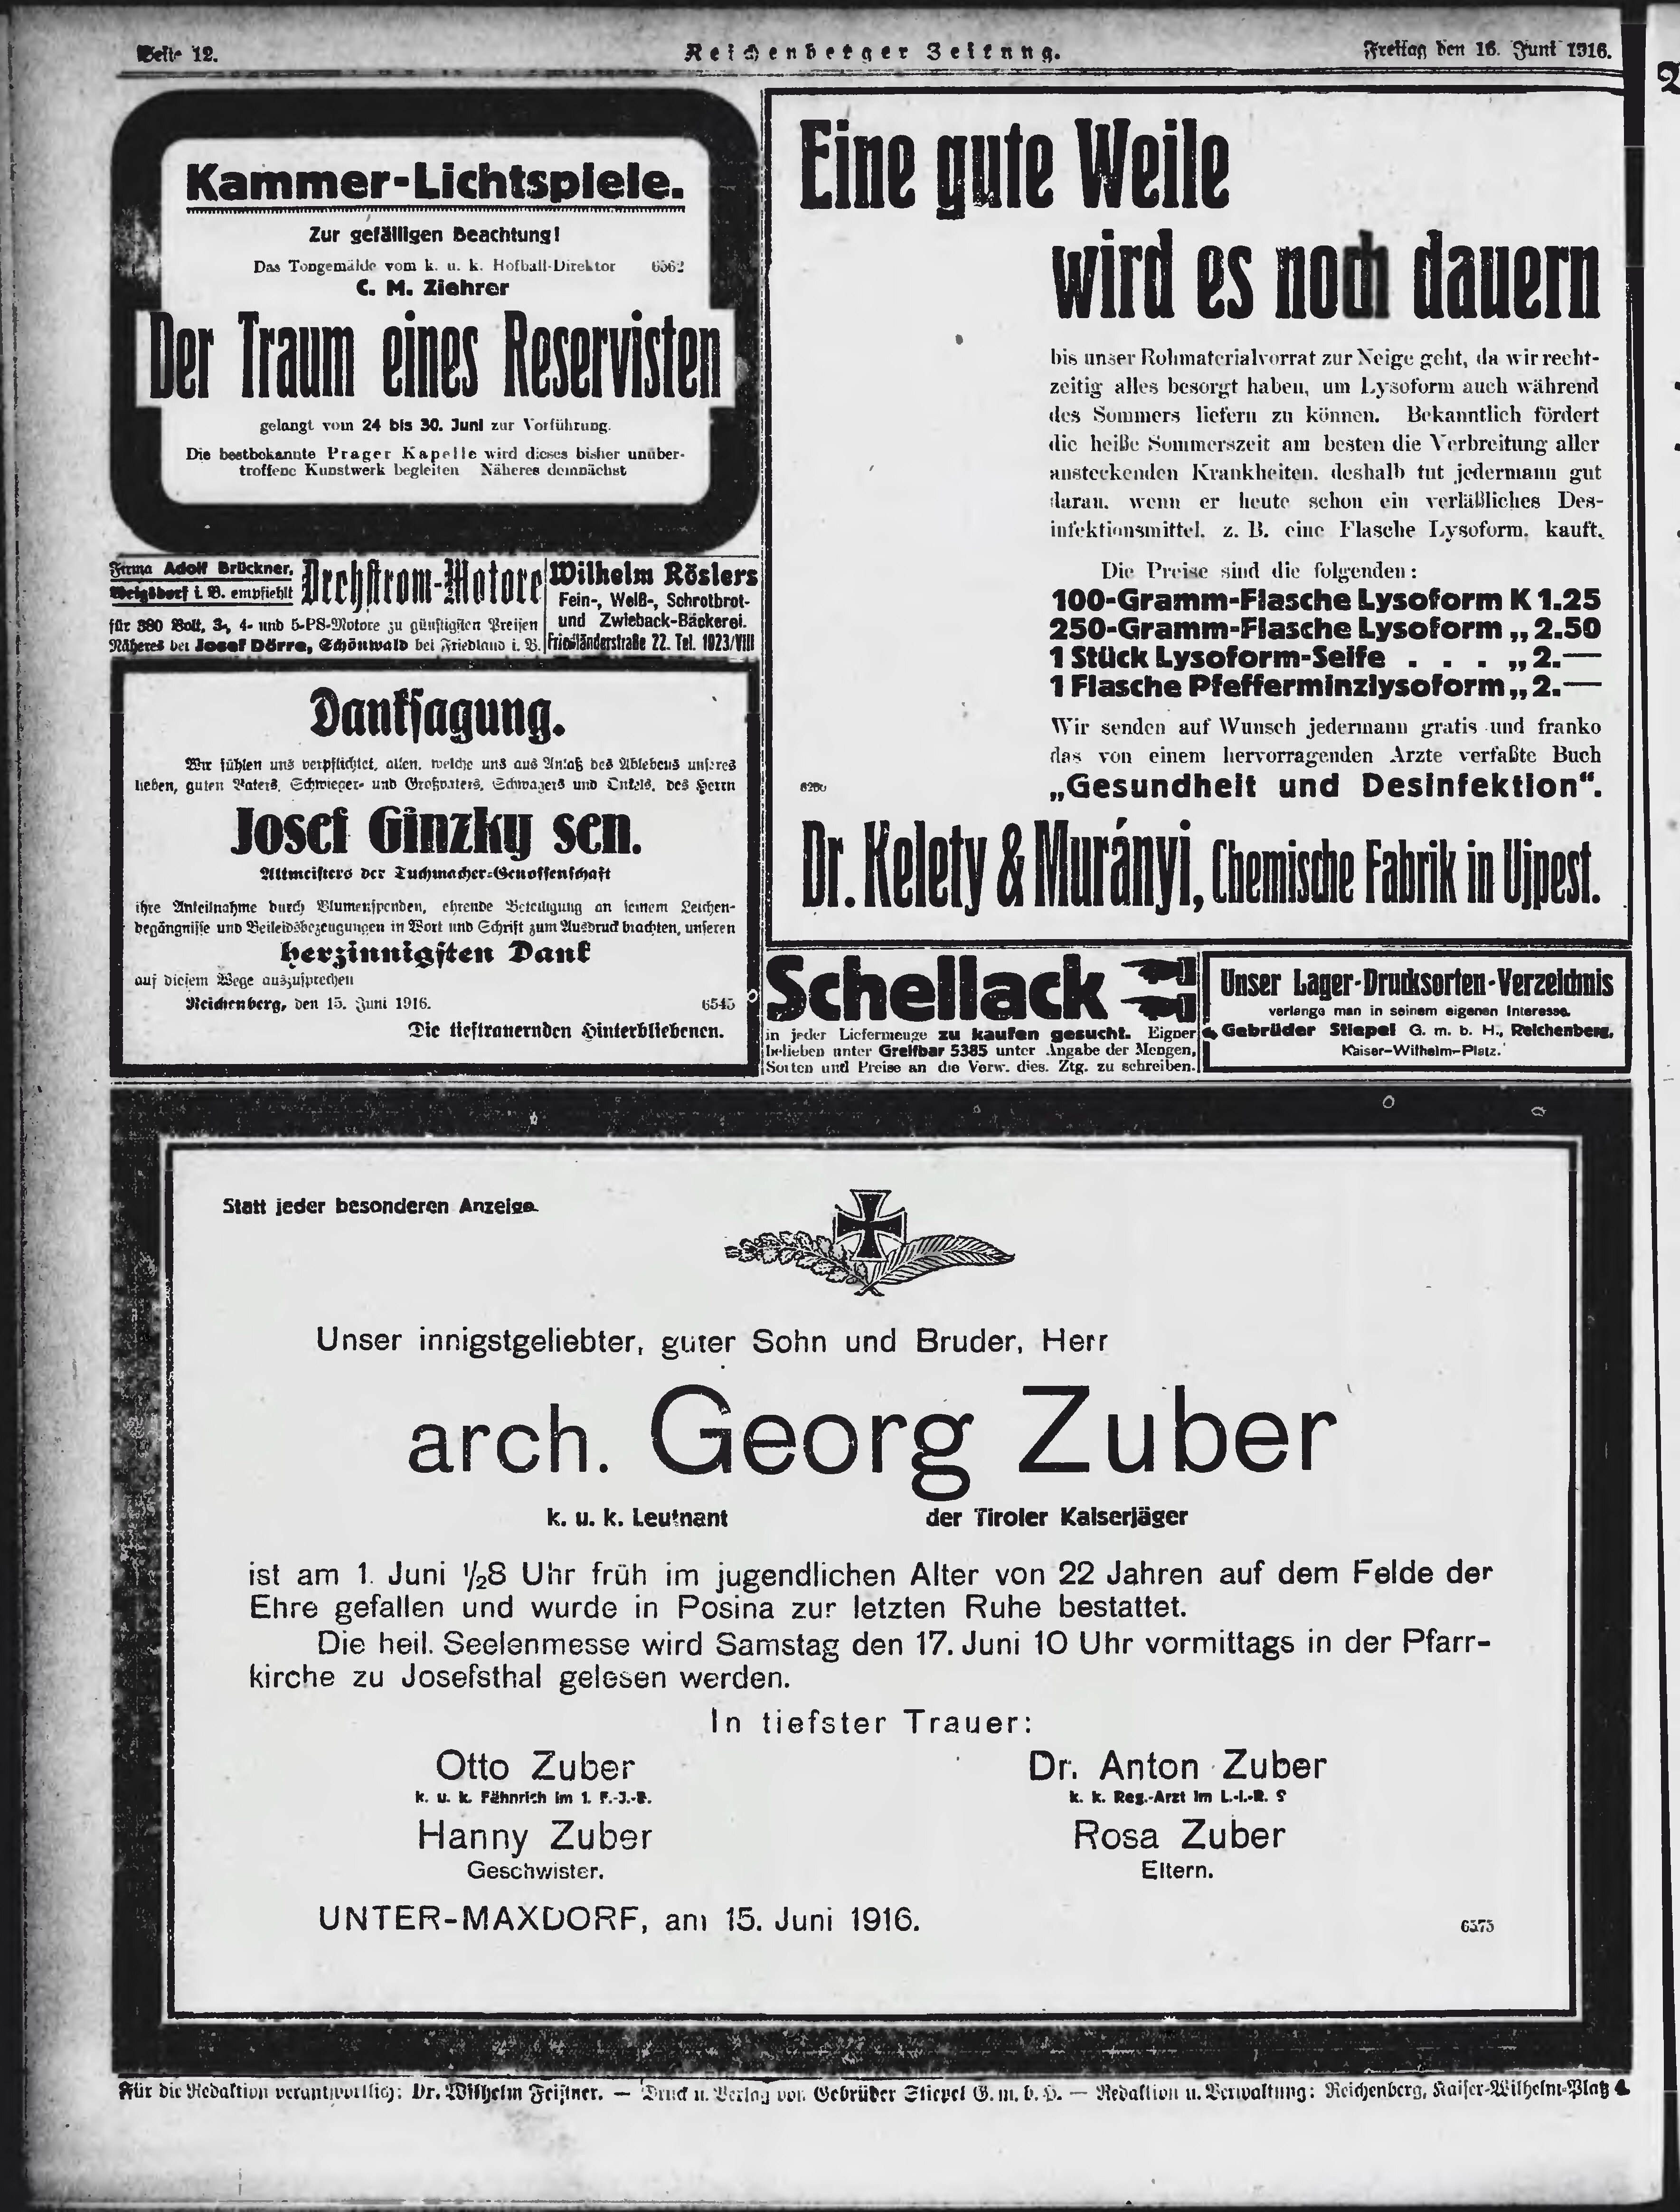 Seite 12.
Reichenberger Zeitung.
Freitag den 16. Juni 1916.
Kammer-Lichtspiele.
Zur gefälligen Beachtung!
Das Tongemälde vom k. u. k. Hofball-Direktor 6562
C. M. Ziehrer
Der Traum eines Reservisten
gelangt vom 24 bis 30. Juni zur Vorführung.
Die bestbekannte Prager Kapelle wird dieses bisher unüber-
troffene Kunstwerk begleiten Näheres demnächst
Firma Adolf Brückner,
Weigsdorf i. B. empfiehlt
Drehstrom-Motore
für 380 Volt, 3-, 4- und 5-PS-Motore zu günstigsten Preisen
Näheres bei Josef Dörre, Schönwald bei Friedland i. B.
Wilhelm Röslers
Fein-, Weiß-, Schrotbrot-
und Zwieback-Bäckerei.
Friedländerstraße 22. Tel. 1023/VIII
Danksagung.
Wir fühlen uns verpflichtet, allen, welche uns aus Anlaß des Ablebens unseres
lieben, guten Vaters, Schwieger- und Großvaters, Schwagers und Onkels, des Herrn
Josef Ginzky sen.
Altmeisters der Tuchmacher-Genossenschaft
ihre Anteilnahme durch Blumenspenden, ehrende Beteiligung an seinem Leichen-
begängnisse und Beileidsbezeugungen in Wort und Schrift zum Ausdruck brachten, unseren
herzinnigsten Dank
auf diesem Wege auszusprechen
Reichenberg, den 15. Juni 1916. 6545
Die tieftrauernden Hinterbliebenen.
Eine gute Weile
wird es noch dauern
bis unser Rohmaterialvorrat zur Neige geht, da wir recht-
zeitig alles besorgt haben, um Lysoform auch während
des Sommers liefern zu können. Bekanntlich fördert
die heiße Sommerszeit am besten die Verbreitung aller
ansteckenden Krankheiten, deshalb tut jedermann gut
daran, wenn er heute schon ein verläßliches Des-
infektionsmittel, z. B. eine Flasche Lysoform, kauft.
Die Preise sind die folgenden:
100-Gramm-Flasche Lysoform K 1.25
250-Gramm-Flasche Lysoform „ 2.50
1 Stück Lysoform-Seife . . . „ 2.—
1 Flasche Pfefferminzlysoform „ 2.—
Wir senden auf Wunsch jedermann gratis und franko
das von einem hervorragenden Arzte verfaßte Buch
„Gesundheit und Desinfektion“.
Dr. Kelety & Murányi, Chemische Fabrik in Ujpest.
Schellack
in jeder Liefermenge zu kaufen gesucht. Eigner
belieben unter Greifbar 5385 unter Angabe der Mengen,
Sorten und Preise an die Verw. dies. Ztg. zu schreiben.
Unser Lager-Drucksorten-Verzeichnis
verlange man in seinem eigenen Interesse.
Gebrüder Stiepel G. m. b. H., Reichenberg,
Kaiser-Wilhelm-Platz.
Statt jeder besonderen Anzeige.
Unser innigstgeliebter, guter Sohn und Bruder, Herr
arch. Georg Zuber
k. u. k. Leutnant der Tiroler Kaiserjäger
ist am 1. Juni ½8 Uhr früh im jugendlichen Alter von 22 Jahren auf dem Felde der
Ehre gefallen und wurde in Posina zur letzten Ruhe bestattet.
Die heil. Seelenmesse wird Samstag den 17. Juni 10 Uhr vormittags in der Pfarr-
kirche zu Josefsthal gelesen werden.
In tiefster Trauer:
Otto Zuber
k. u. k. Fähnrich im 1. F.-J.-B.
Hanny Zuber
Geschwister.
Dr. Anton Zuber
k. k. Reg.-Arzt im L.-I.-R.
Rosa Zuber
Eltern.
UNTER-MAXDORF, am 15. Juni 1916. 6575
Für die Redaktion verantwortlich: Dr. Wilhelm Feistner. — Druck u. Verlag von Gebrüder Stiepel G. m. b. H. — Redaktion u. Verwaltung: Reichenberg, Kaiser-Wilhelm-Platz 4.